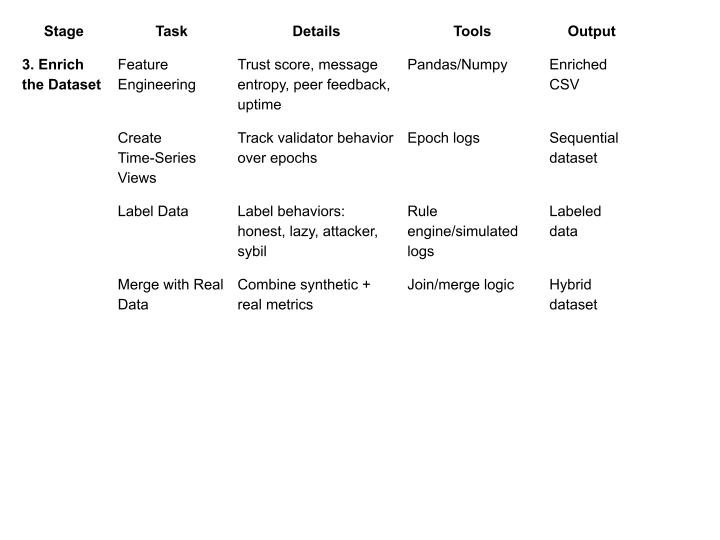 Stage Task Details Tools Output
3. Enrich the Dataset Feature Engineering Trust score, message entropy, peer feedback, uptime Pandas/Numpy Enriched CSV
Create Time-Series Views Track validator behavior over epochs Epoch logs Sequential dataset
Label Data Label behaviors: honest, lazy, attacker, sybil Rule engine/simulated logs Labeled data
Merge with Real Data Combine synthetic + real metrics Join/merge logic Hybrid dataset